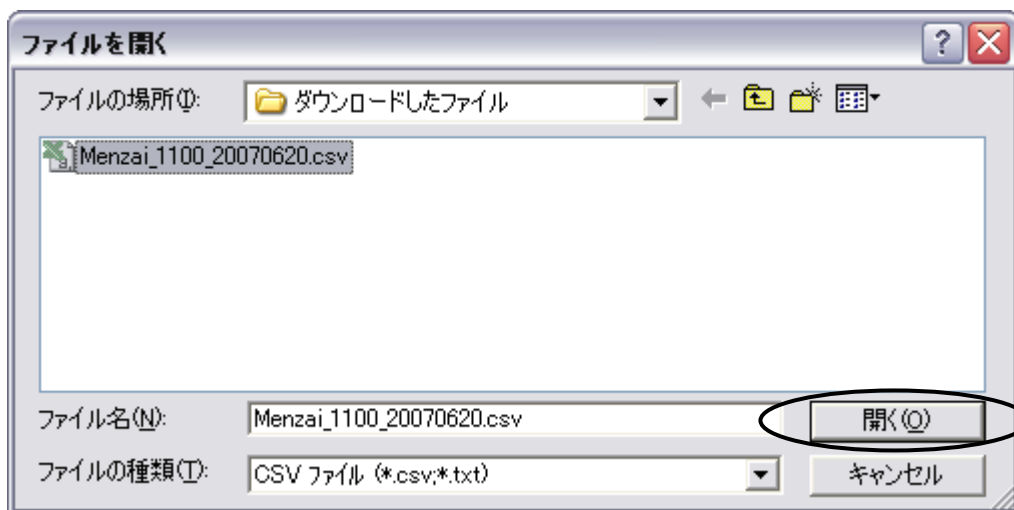 ファイルを開く
ファイルの場所(I):
ダウンロードしたファイル
Menzai_1100_20070620.csv
ファイル名(N):
Menzai_1100_20070620.csv
開く(O)
ファイルの種類(T):
CSV ファイル (*.csv;*.txt)
キャンセル